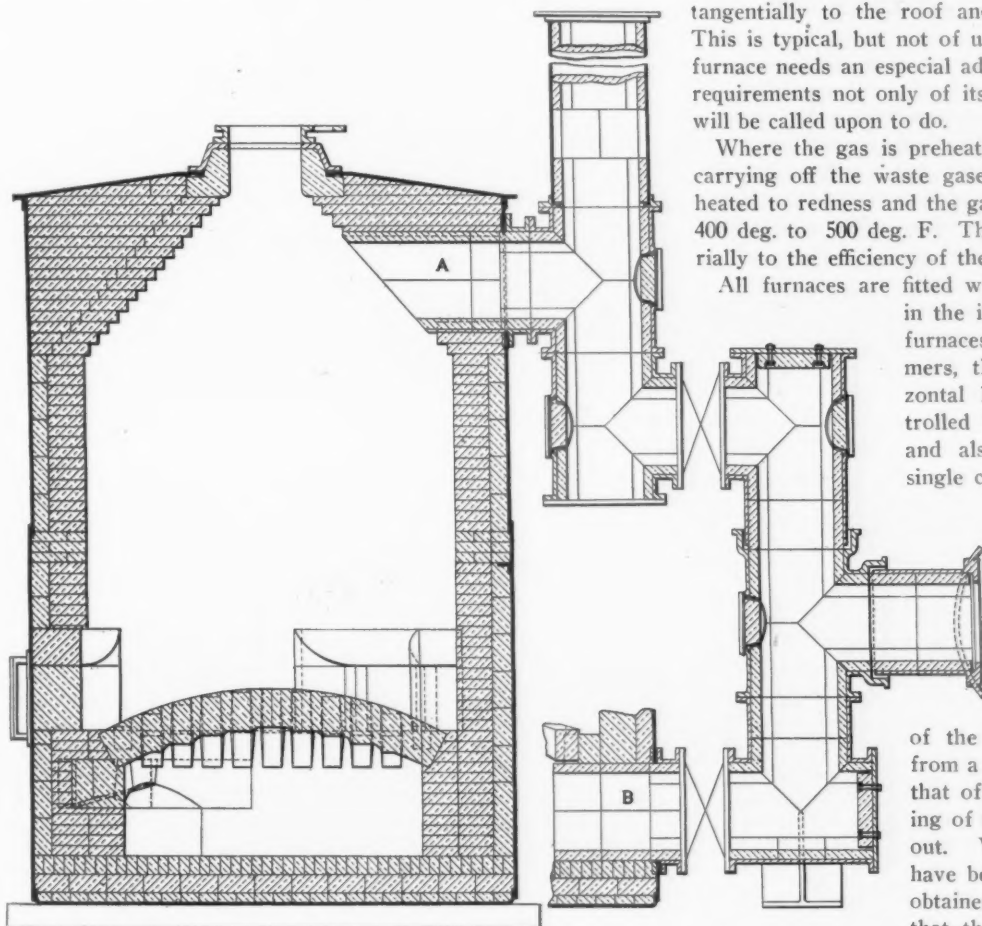 tangentially to the roof and
This is typical, but not of u
furnace needs an especial ad
requirements not only of its
will be called upon to do.
Where the gas is preheat
carrying off the waste gase
heated to redness and the ga
400 deg. to 500 deg. F. Th
rially to the efficiency of the
All furnaces are fitted w
in the i
furnaces
mers, th
zontal l
trolled
and als
single c
A
of the
from a
that of
ing of
out. V
have be
obtaine
that th
B